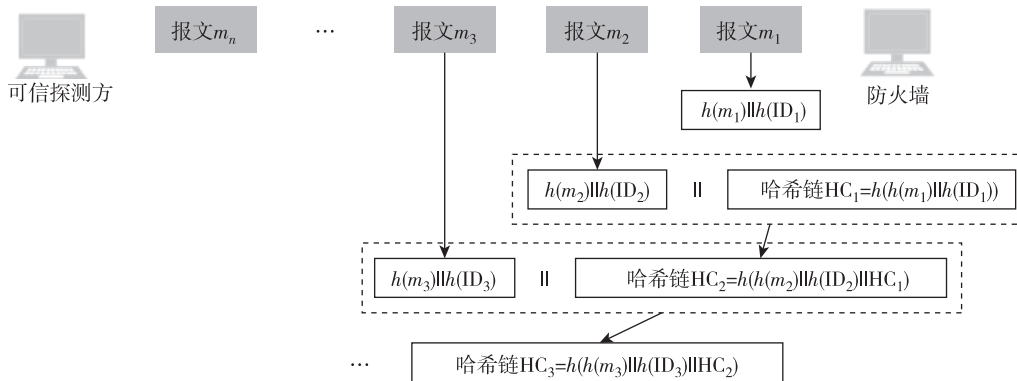 报文mn ... 报文m3 报文m2 报文m1
可信探测方 防火墙
h(m1)||h(ID1)
h(m2)||h(ID2) || 哈希链HC1=h(h(m1)||h(ID1))
h(m3)||h(ID3) || 哈希链HC2=h(h(m2)||h(ID2)||HC1)
... 哈希链HC3=h(h(m3)||h(ID3)||HC2)